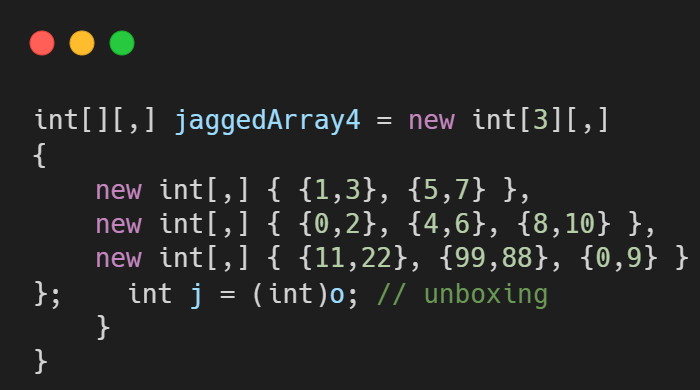 int[][,] jaggedArray4 = new int[3][,]
{
    new int[,] { {1,3}, {5,7} },
    new int[,] { {0,2}, {4,6}, {8,10} },
    new int[,] { {11,22}, {99,88}, {0,9} }
};    int j = (int)o; // unboxing
    }
}